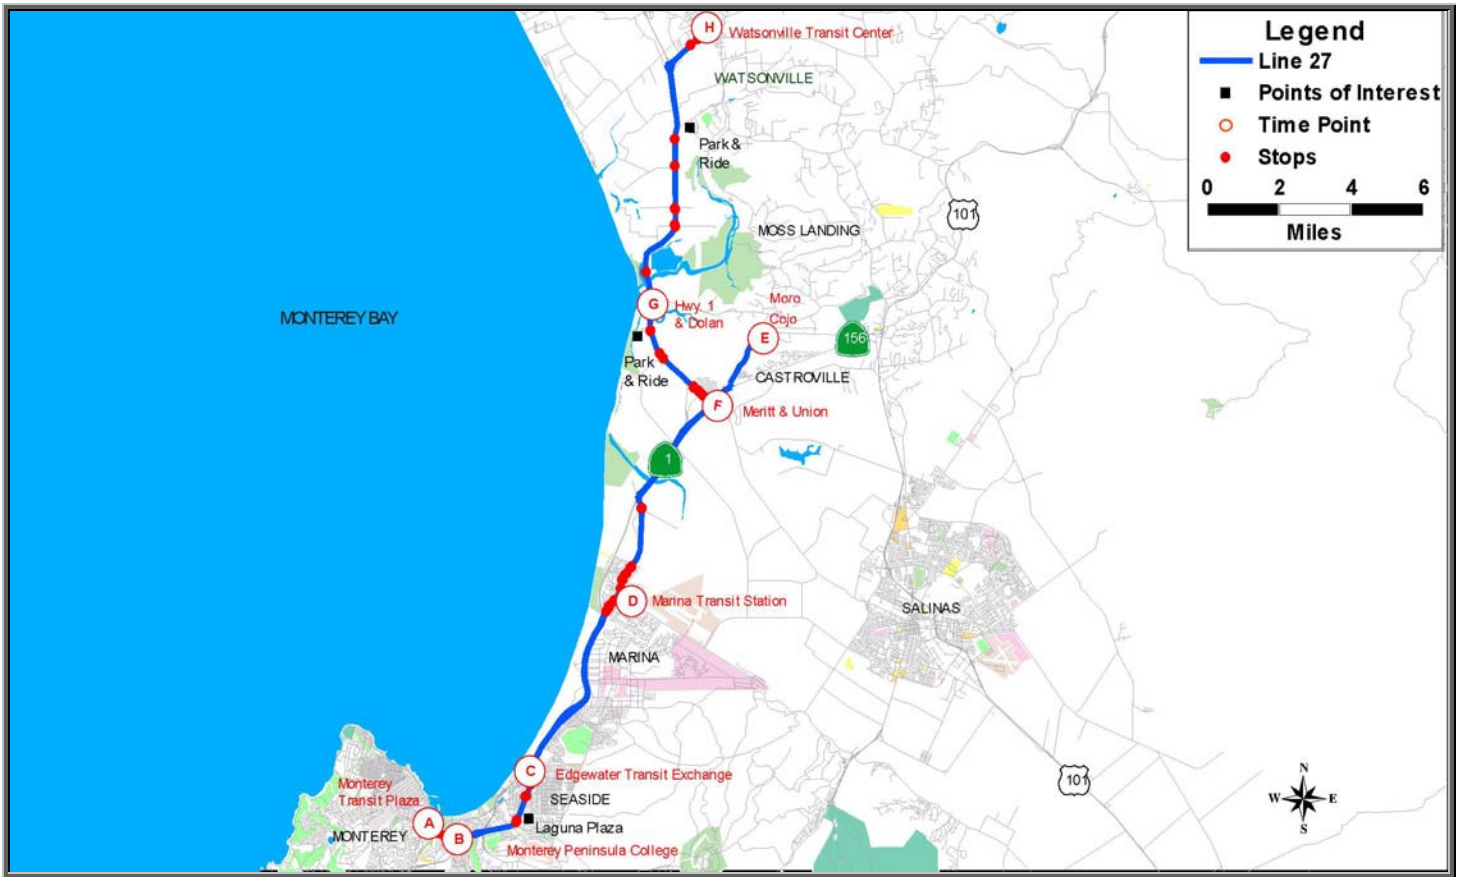 H
Watsonville Transit Center
WATSONVILLE
Park &
Ride
101
MOSS LANDING
Legend
Line 27
Points of Interest
Time Point
Stops
0 2 4 6
Miles
MONTEREY BAY
G
Hwy. 1
& Dolan
Moro
Cojo
E
156
Park
& Ride
CASTROVILLE
F
Meritt & Union
1
D
Marina Transit Station
SALINAS
MARINA
C
Edgewater Transit Exchange
101
Monterey
Transit Plaza
SEASIDE
A
B
MONTEREY
Laguna Plaza
Monterey Peninsula College
N
W E
S